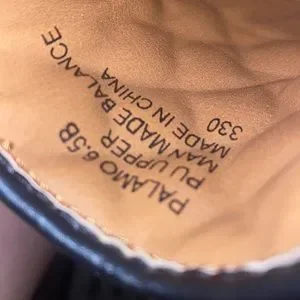 PALAMO 6.5B
PU UPPER
MAN MADE BALANCE
MADE IN CHINA
330